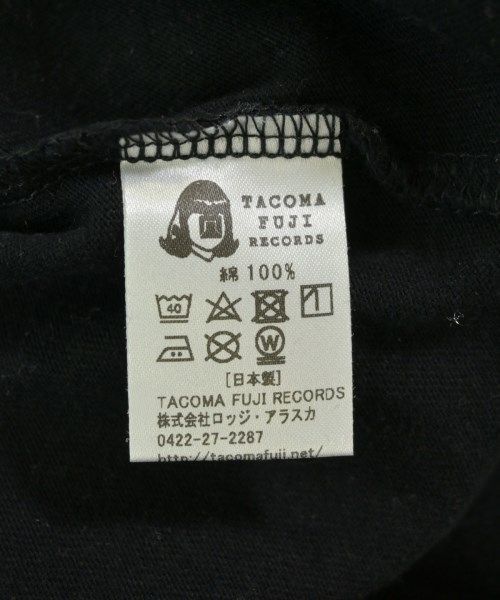 TACOMA
FUJI
RECORDS
綿 100%
40
W
[日本製]
TACOMA FUJI RECORDS
株式会社ロッジ・アラスカ
0422-27-2287
http://tacomafuji.net/